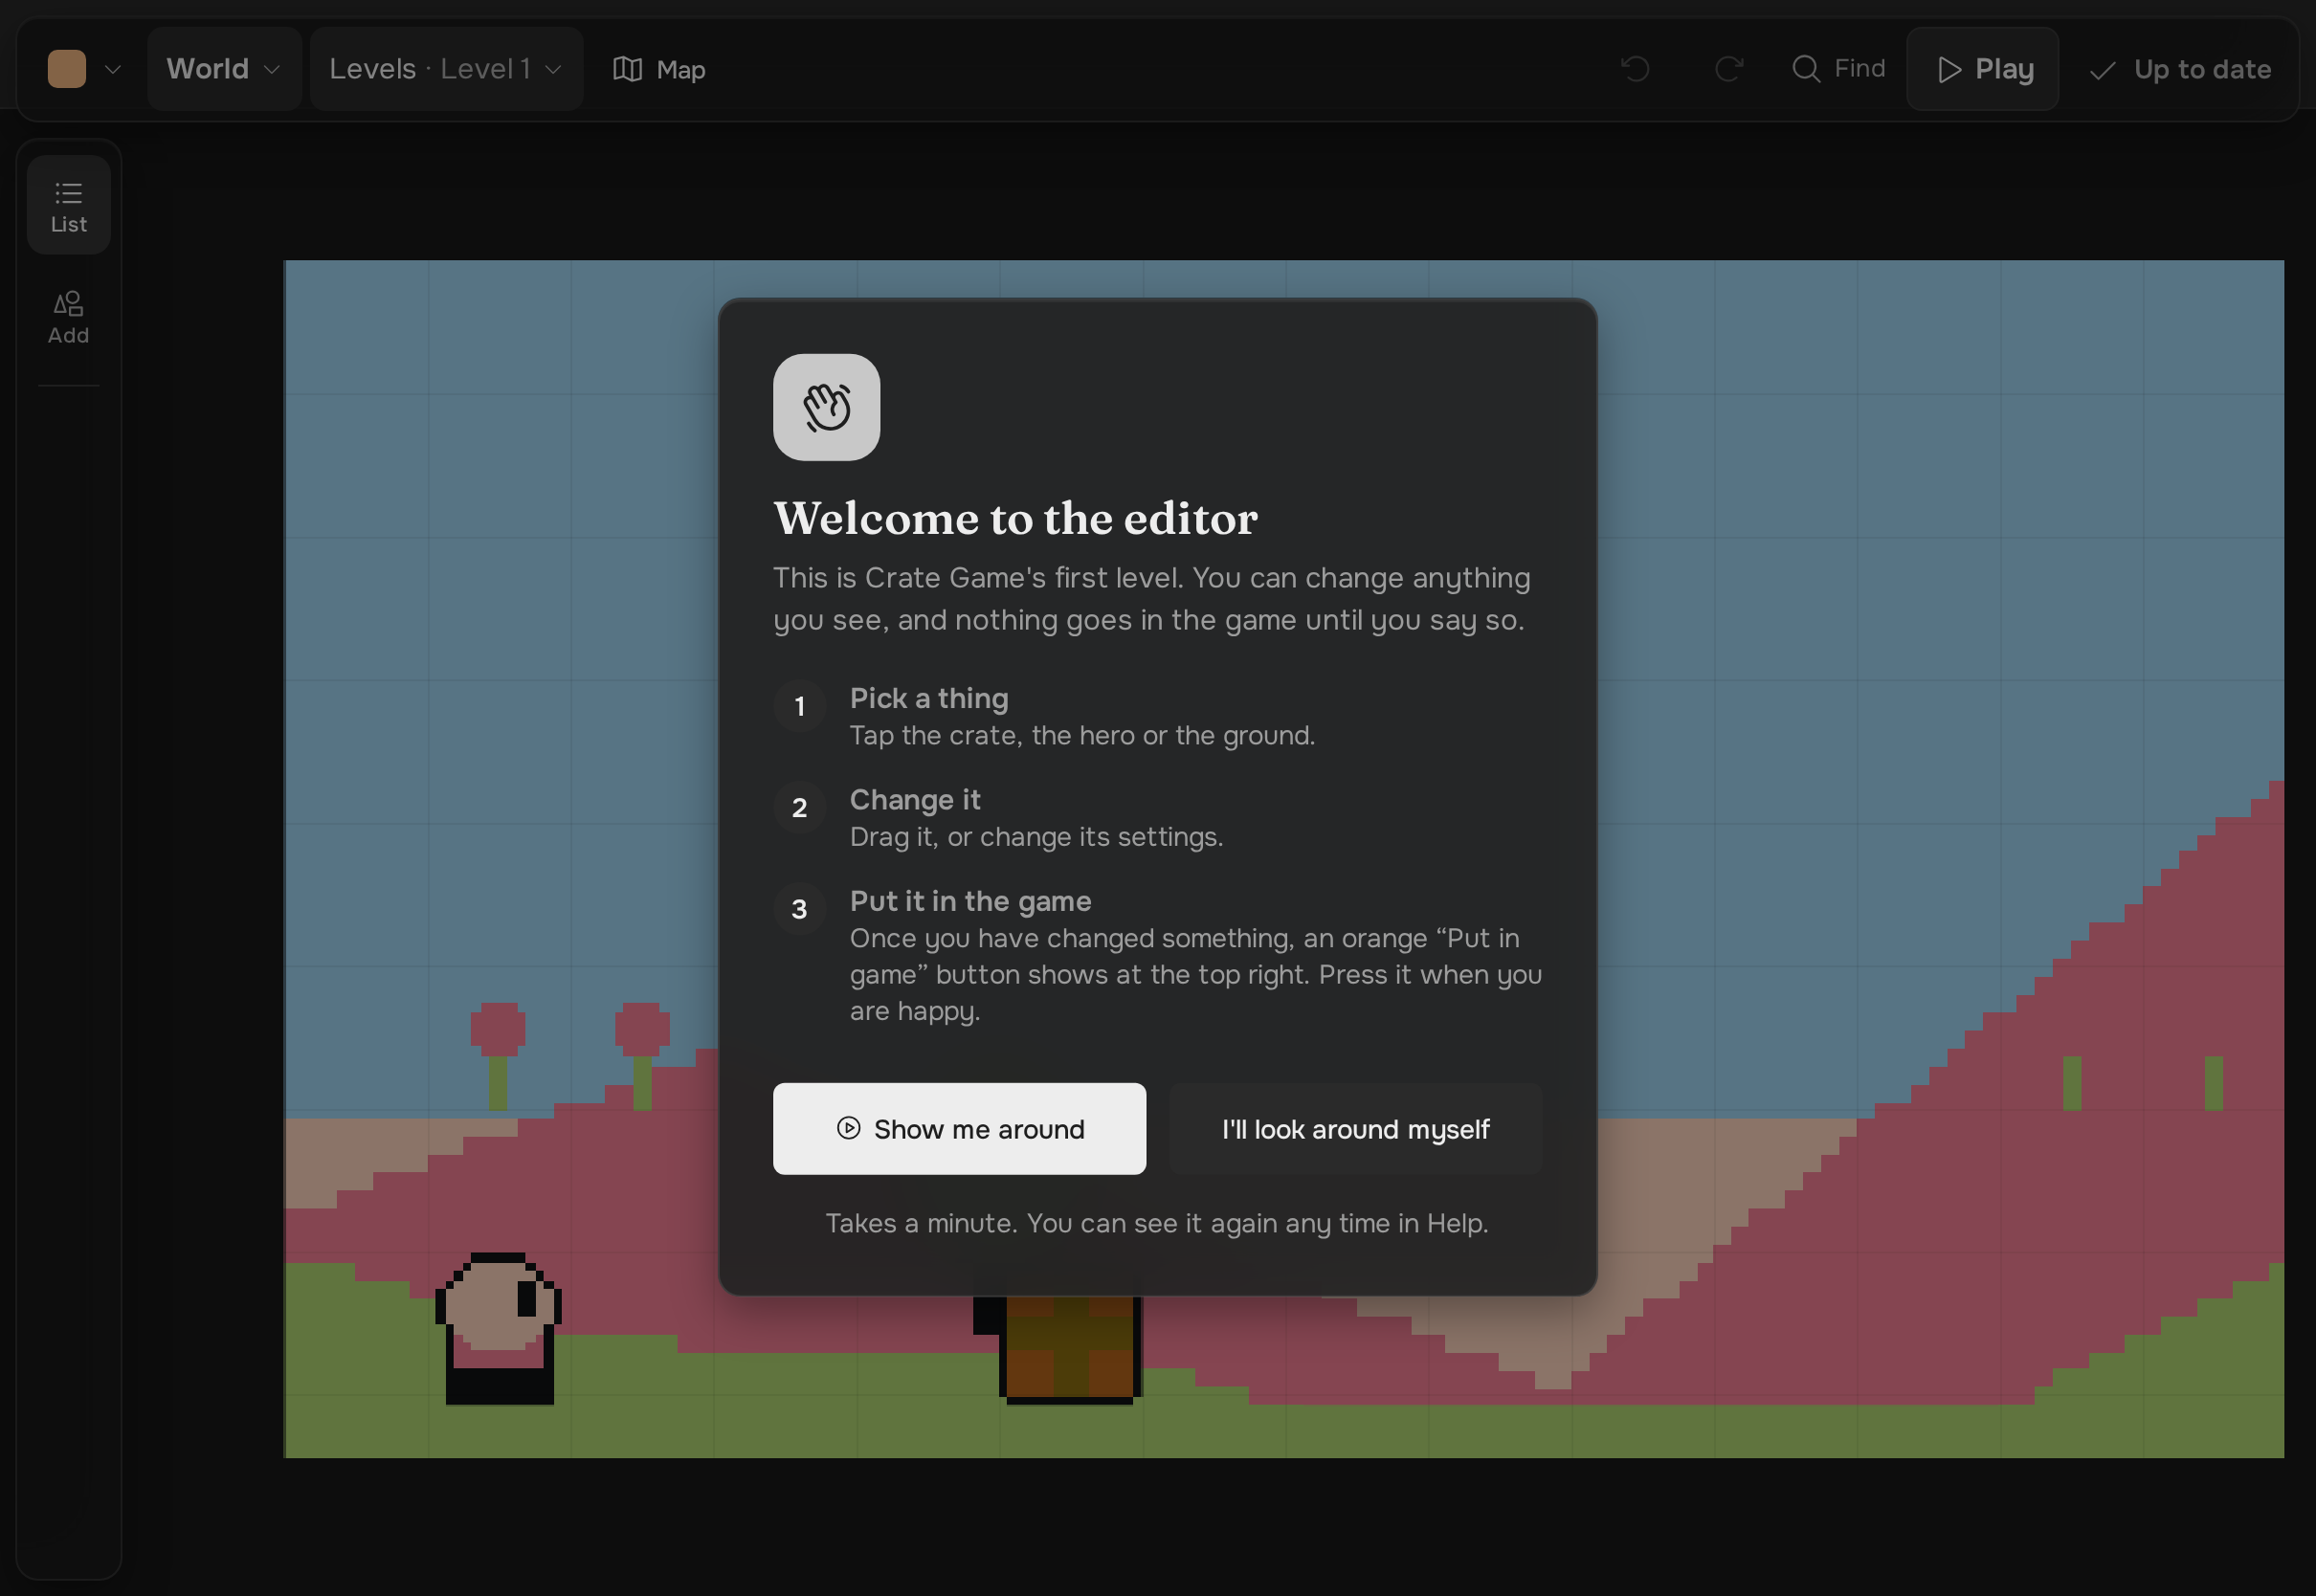 World
Levels · Level 1
Map
Find
Play
Up to date
List
Add
Welcome to the editor
This is Crate Game's first level. You can change anything
you see, and nothing goes in the game until you say so.
1
Pick a thing
Tap the crate, the hero or the ground.
2
Change it
Drag it, or change its settings.
3
Put it in the game
Once you have changed something, an orange “Put in
game” button shows at the top right. Press it when you
are happy.
Show me around
I'll look around myself
Takes a minute. You can see it again any time in Help.